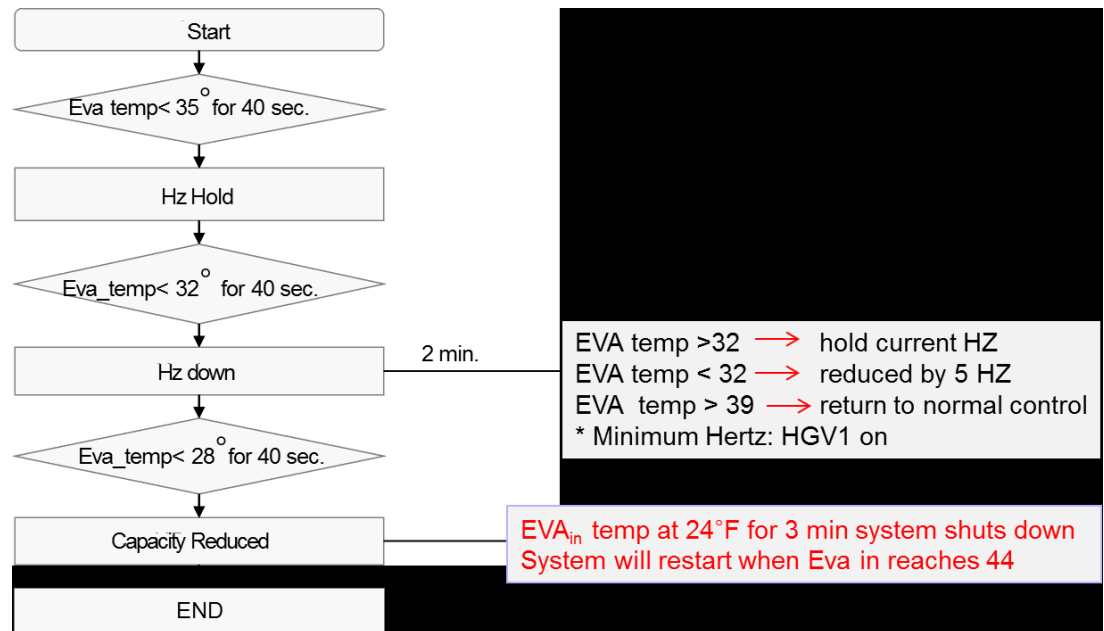 Start
Eva temp< 35° for 40 sec.
Hz Hold
Eva_temp< 32° for 40 sec.
Hz down
2 min.
EVA temp >32 → hold current HZ
EVA temp < 32 → reduced by 5 HZ
EVA temp > 39 → return to normal control
* Minimum Hertz: HGV1 on
Eva_temp< 28° for 40 sec.
Capacity Reduced
EVAin temp at 24°F for 3 min system shuts down
System will restart when Eva in reaches 44
END